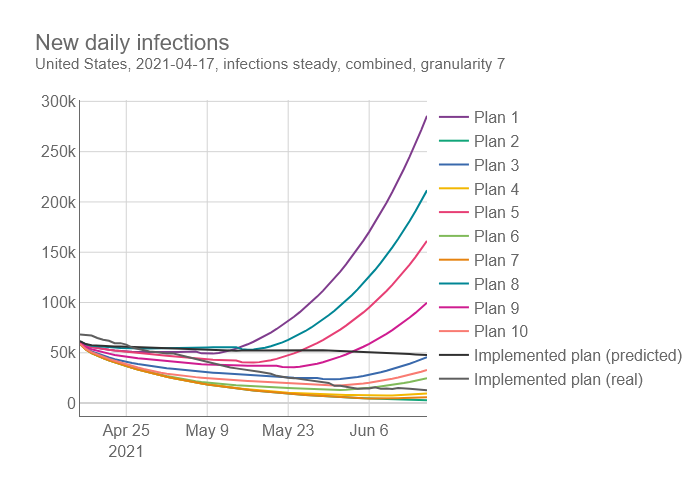 New daily infections
United States, 2021-04-17, infections steady, combined, granularity 7
300k
250k
200k
150k
100k
50k
0
Apr 25
2021
May 9
May 23
Jun 6
Plan 1
Plan 2
Plan 3
Plan 4
Plan 5
Plan 6
Plan 7
Plan 8
Plan 9
Plan 10
Implemented plan (predicted)
Implemented plan (real)